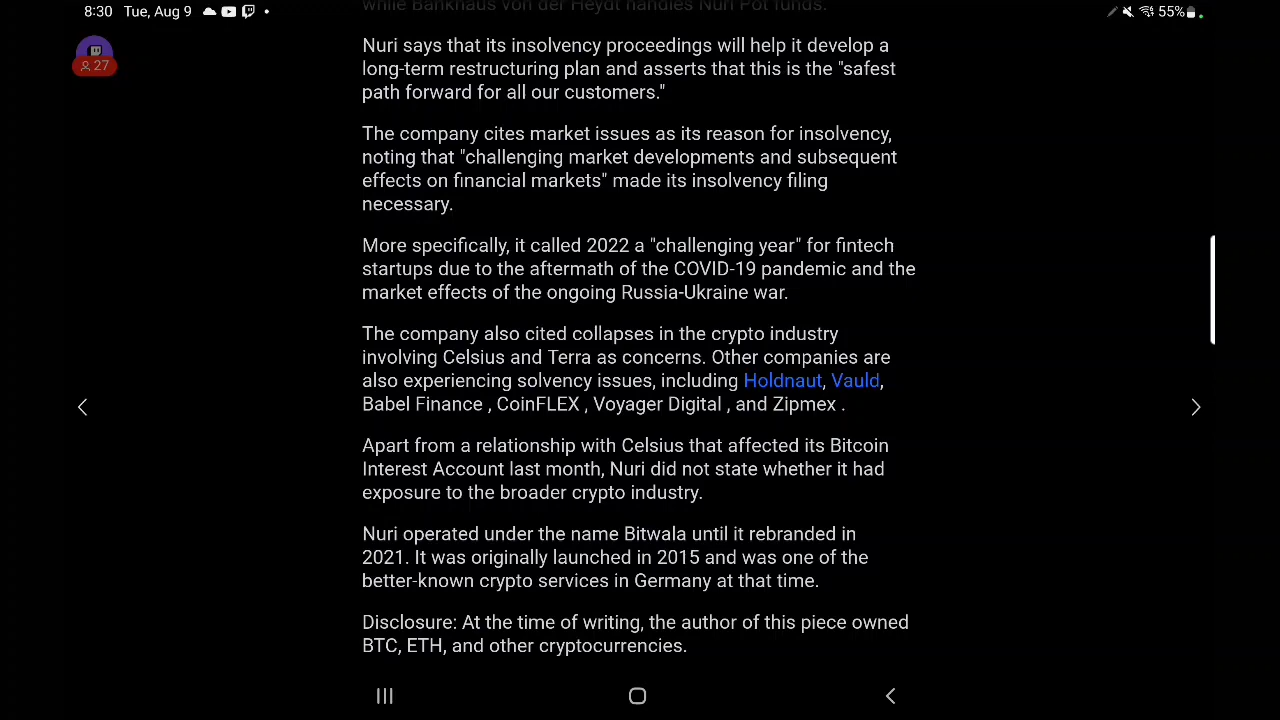 8:30 Tue, Aug 9
55%
while Bankhaus von der Heydt handles Nuri Pot funds.
27
Nuri says that its insolvency proceedings will help it develop a
long-term restructuring plan and asserts that this is the "safest
path forward for all our customers."
The company cites market issues as its reason for insolvency,
noting that "challenging market developments and subsequent
effects on financial markets" made its insolvency filing
necessary.
More specifically, it called 2022 a "challenging year" for fintech
startups due to the aftermath of the COVID-19 pandemic and the
market effects of the ongoing Russia-Ukraine war.
The company also cited collapses in the crypto industry
involving Celsius and Terra as concerns. Other companies are
also experiencing solvency issues, including Holdnaut, Vauld,
Babel Finance , CoinFLEX , Voyager Digital , and Zipmex .
Apart from a relationship with Celsius that affected its Bitcoin
Interest Account last month, Nuri did not state whether it had
exposure to the broader crypto industry.
Nuri operated under the name Bitwala until it rebranded in
2021. It was originally launched in 2015 and was one of the
better-known crypto services in Germany at that time.
Disclosure: At the time of writing, the author of this piece owned
BTC, ETH, and other cryptocurrencies.